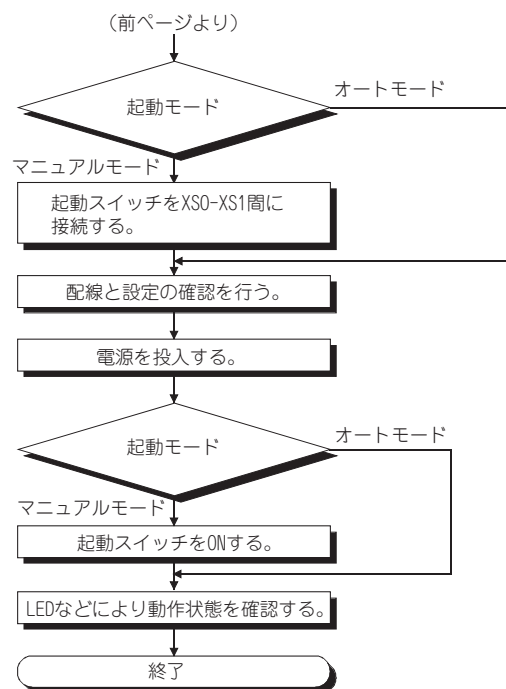 (前ページより)
起動モード
オートモード
マニュアルモード
起動スイッチをXS0-XS1間に
接続する。
配線と設定の確認を行う。
電源を投入する。
起動モード
オートモード
マニュアルモード
起動スイッチをONする。
LEDなどにより動作状態を確認する。
終了